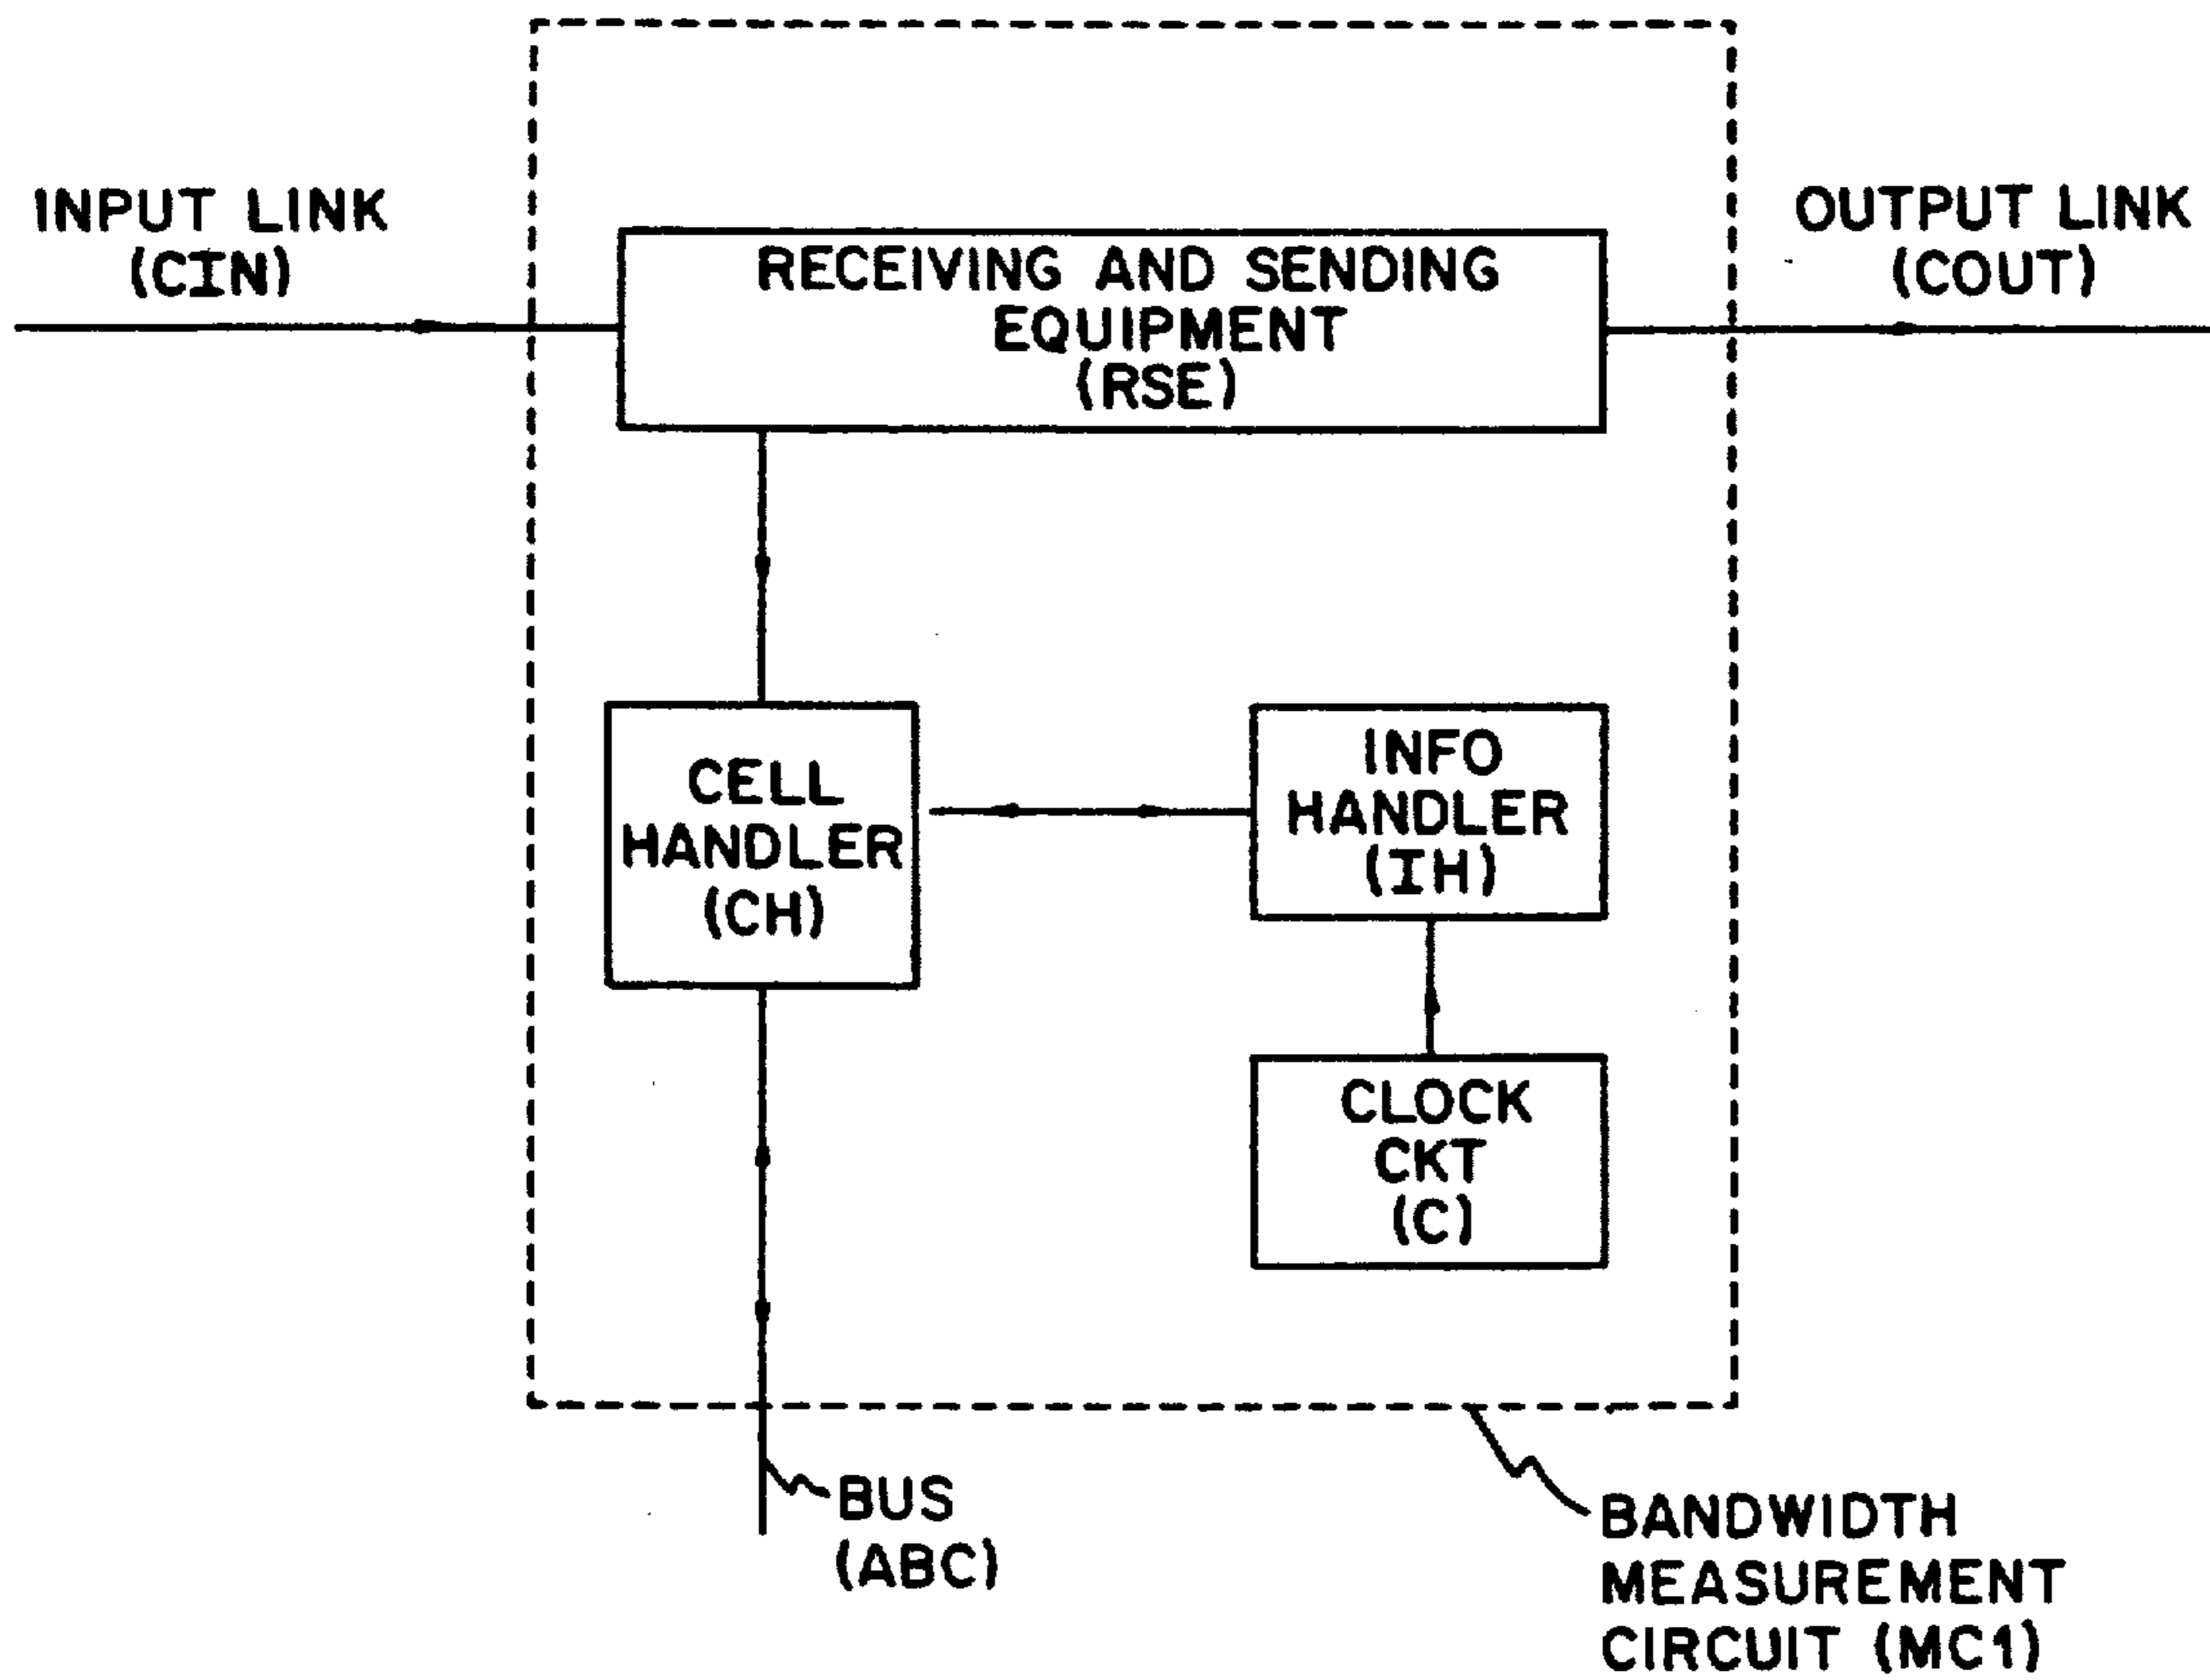 INPUT LINK
(CIN)
OUTPUT LINK
(COUT)
RECEIVING AND SENDING
EQUIPMENT
(RSE)
CELL
HANDLER
(CH)
INFO
HANDLER
(IH)
CLOCK
CKT
(C)
BUS
(ABC)
BANDWIDTH
MEASUREMENT
CIRCUIT (MC1)